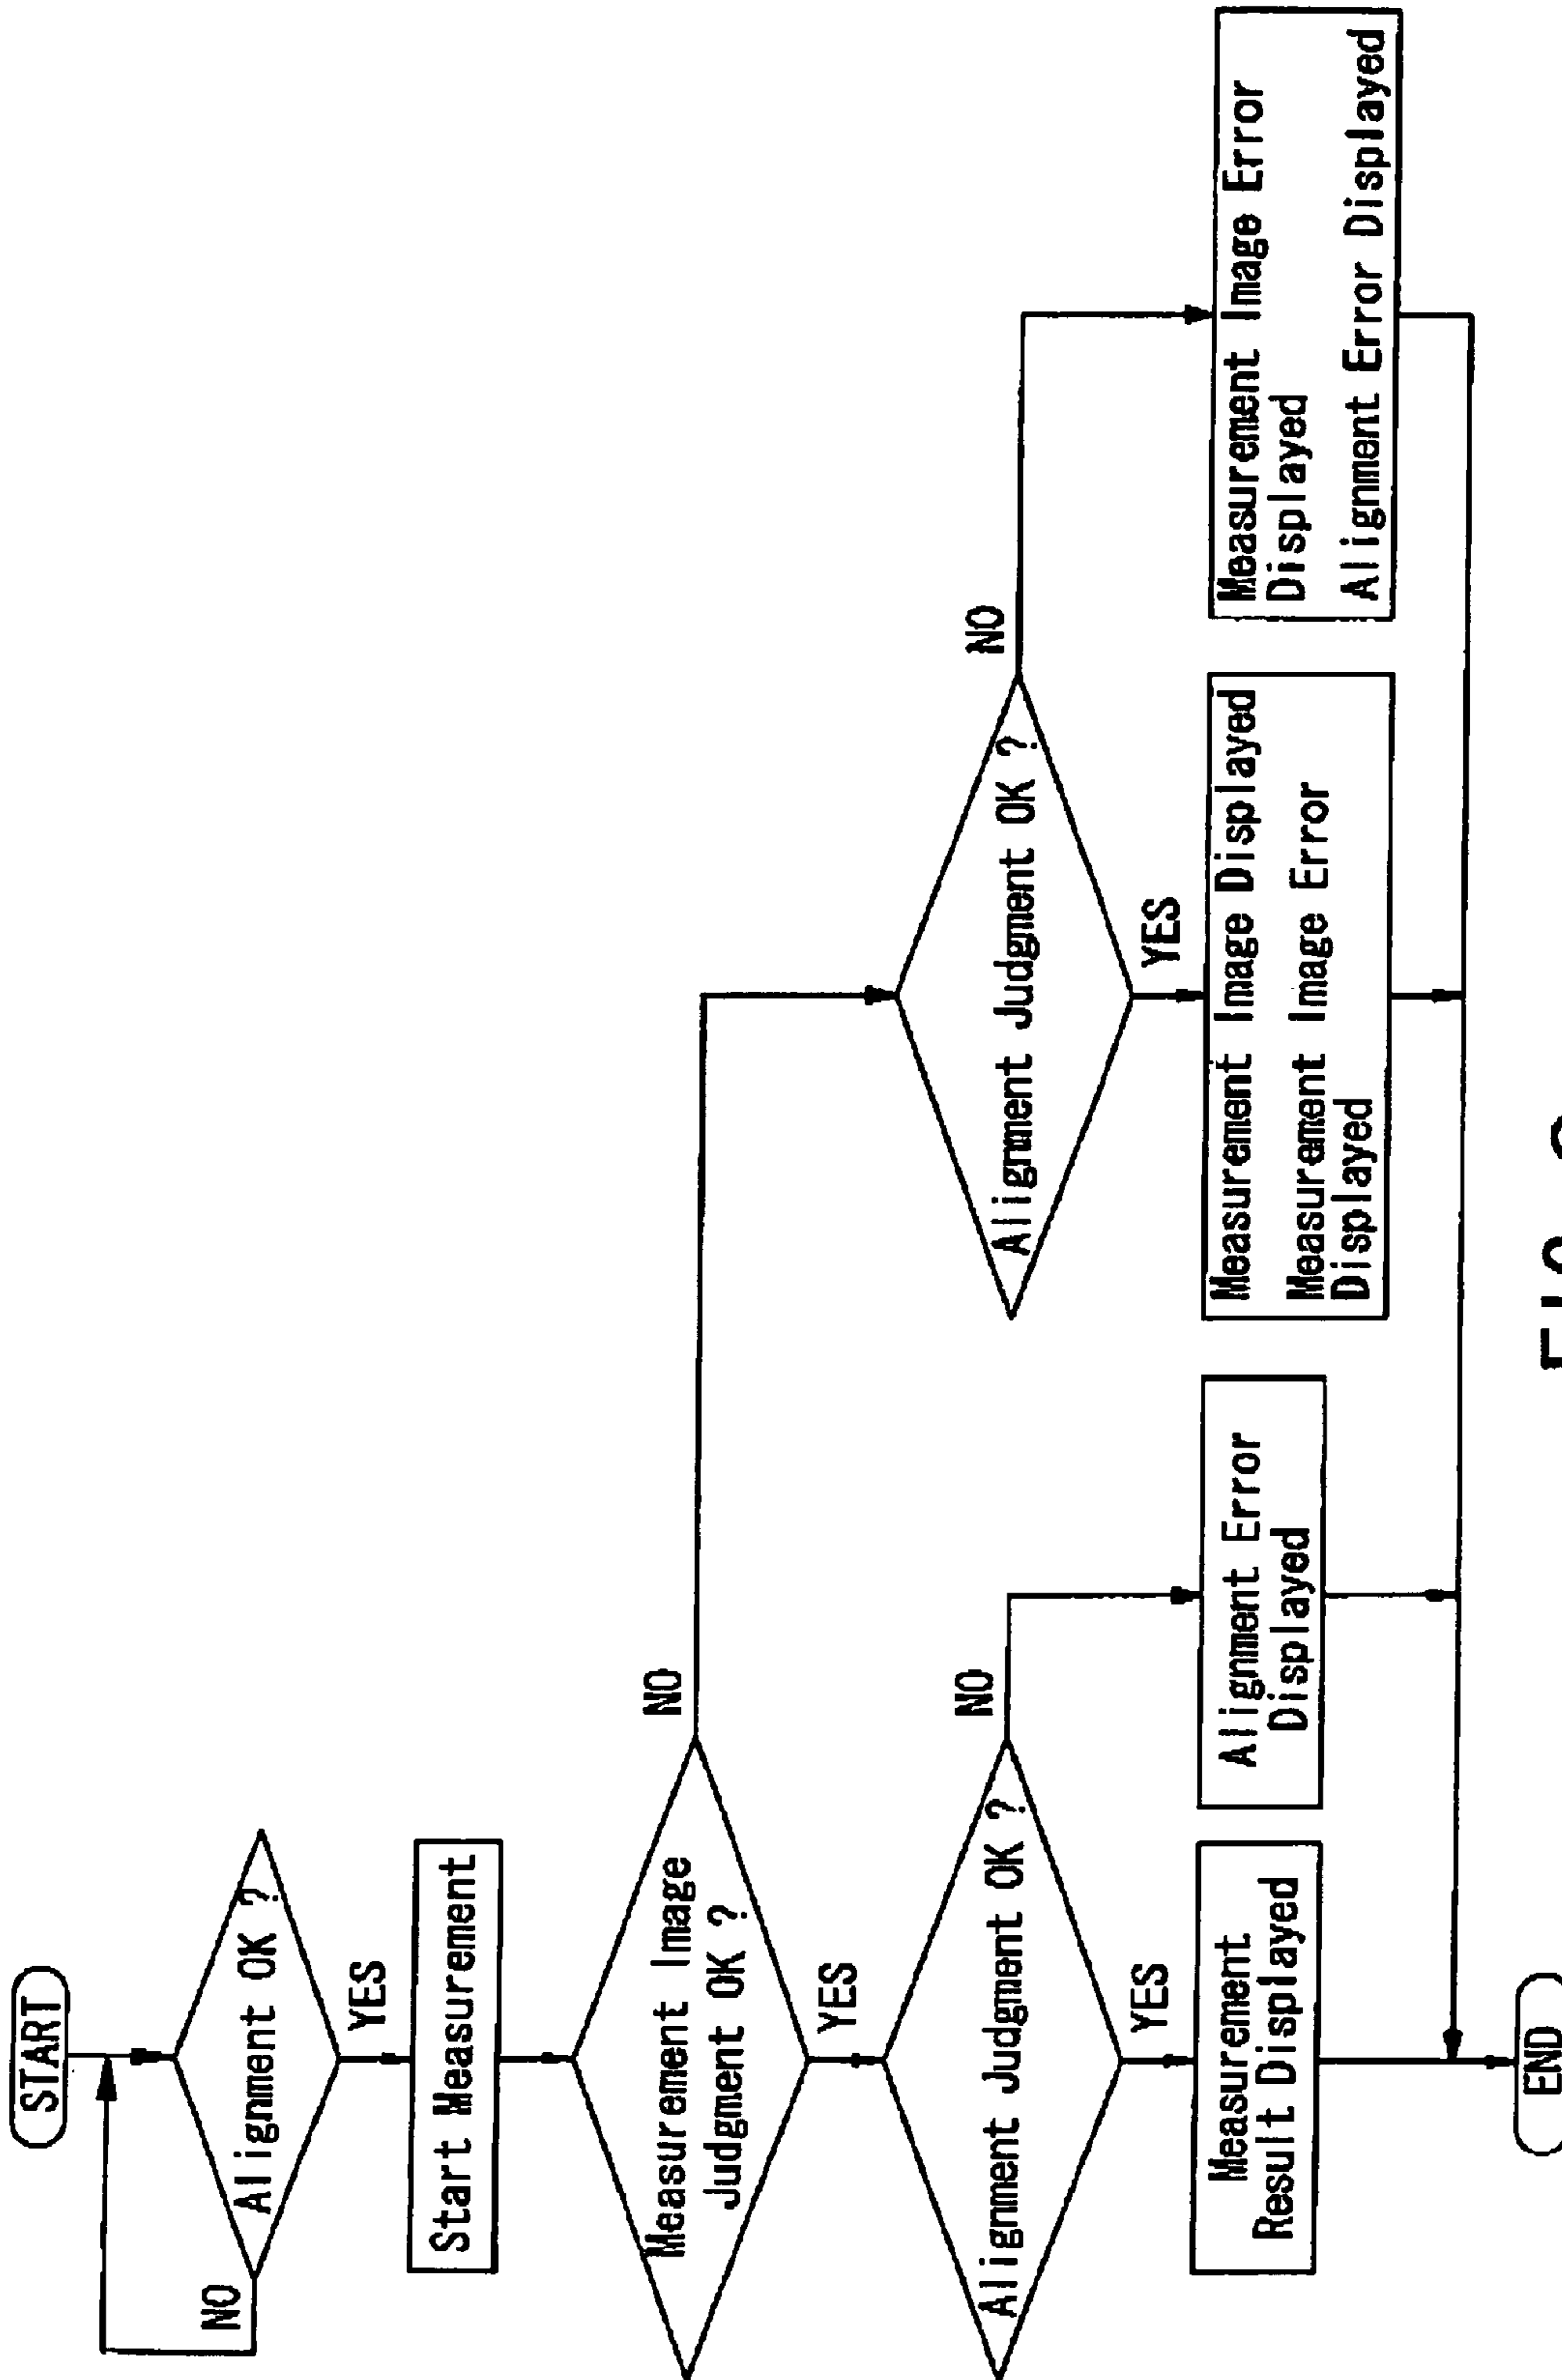 START
Alignment OK ?
NO
YES
Start Measurement
Measurement Image
Judgment OK ?
NO
YES
Alignment Judgment OK ?
NO
YES
Alignment Judgment OK ?
NO
YES
Measurement
Result Displayed
Alignment Error
Displayed
Measurement Image Displayed
Measurement Image Error
Displayed
Measurement Image Error
Displayed
Alignment Error Displayed
END